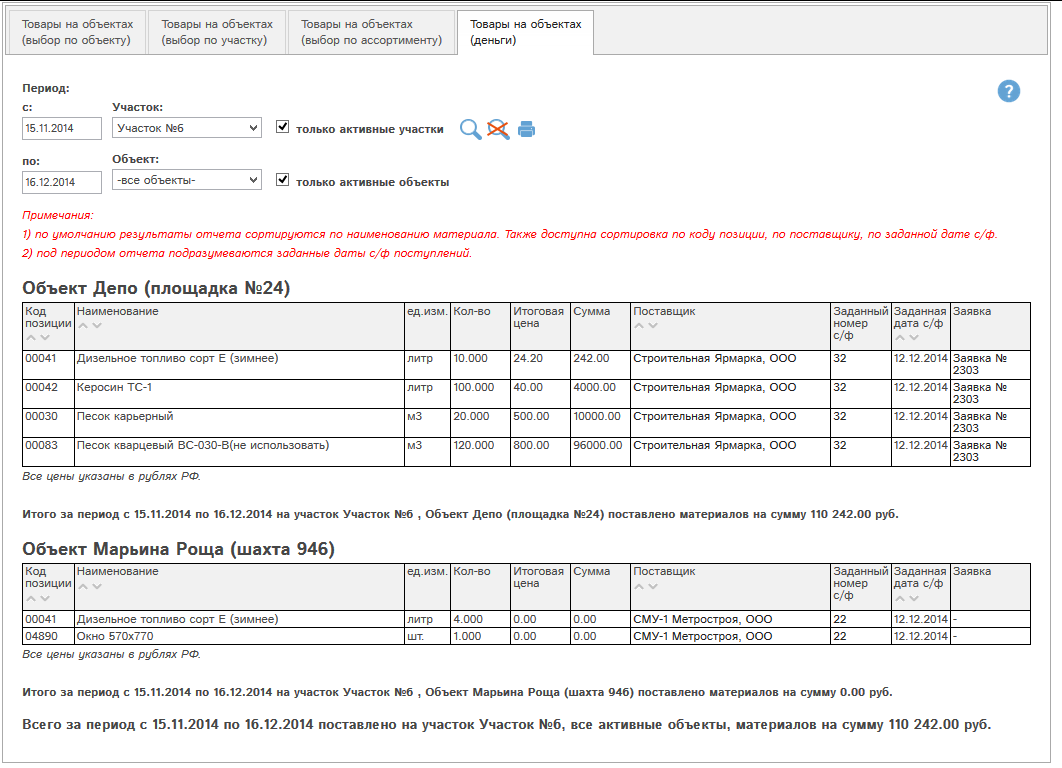 Товары на объектах Товары на объектах Товары на объектах Товары на объектах
(выбор по объекту) (выбор по участку) (выбор по ассортименту) (деньги)
Период:
?
с: Участок:
15.11.2014 Участок №6 только активные участки
по: Объект:
16.12.2014 -все объекты- только активные объекты
Примечания:
1) по умолчанию результаты отчета сортируются по наименованию материала. Также доступна сортировка по коду позиции, по поставщику, по заданной дате с/ф.
2) под периодом отчета подразумеваются заданные даты с/ф поступлений.
Объект Депо (площадка №24)
Код Наименование ед.изм. Кол-во Итоговая Сумма Поставщик Заданный Заданная Заявка
позиции цена номер дата с/ф
с/ф
00041 Дизельное топливо сорт Е (зимнее) литр 10.000 24.20 242.00 Строительная Ярмарка, ООО 32 12.12.2014 Заявка №
2303
00042 Керосин ТС-1 литр 100.000 40.00 4000.00 Строительная Ярмарка, ООО 32 12.12.2014 Заявка №
2303
00030 Песок карьерный м3 20.000 500.00 10000.00 Строительная Ярмарка, ООО 32 12.12.2014 Заявка №
2303
00083 Песок кварцевый ВС-030-В(не использовать) м3 120.000 800.00 96000.00 Строительная Ярмарка, ООО 32 12.12.2014 Заявка №
2303
Все цены указаны в рублях РФ.
Итого за период с 15.11.2014 по 16.12.2014 на участок Участок №6 , Объект Депо (площадка №24) поставлено материалов на сумму 110 242.00 руб.
Объект Марьина Роща (шахта 946)
Код Наименование ед.изм. Кол-во Итоговая Сумма Поставщик Заданный Заданная Заявка
позиции цена номер дата с/ф
с/ф
00041 Дизельное топливо сорт Е (зимнее) литр 4.000 0.00 0.00 СМУ-1 Метростроя, ООО 22 12.12.2014 -
04890 Окно 570х770 шт. 1.000 0.00 0.00 СМУ-1 Метростроя, ООО 22 12.12.2014 -
Все цены указаны в рублях РФ.
Итого за период с 15.11.2014 по 16.12.2014 на участок Участок №6 , Объект Марьина Роща (шахта 946) поставлено материалов на сумму 0.00 руб.
Всего за период с 15.11.2014 по 16.12.2014 поставлено на участок Участок №6, все активные объекты, материалов на сумму 110 242.00 руб.